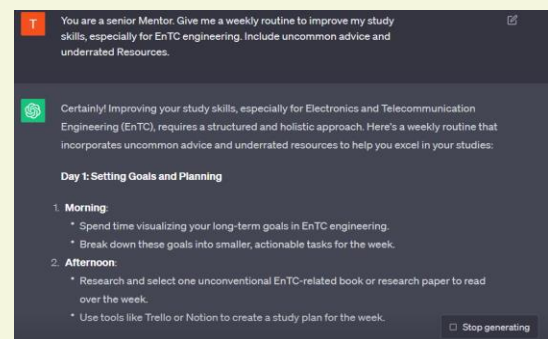 T
You are a senior Mentor. Give me a weekly routine to improve my study
skills, especially for EnTC engineering. Include uncommon advice and
underrated Resources.
Certainly! Improving your study skills, especially for Electronics and Telecommunication
Engineering (EnTC), requires a structured and holistic approach. Here's a weekly routine that
incorporates uncommon advice and underrated resources to help you excel in your studies:
Day 1: Setting Goals and Planning
1. Morning:
• Spend time visualizing your long-term goals in EnTC engineering.
• Break down these goals into smaller, actionable tasks for the week.
2. Afternoon:
• Research and select one unconventional EnTC-related book or research paper to read
over the week.
• Use tools like Trello or Notion to create a study plan for the week.
Stop generating